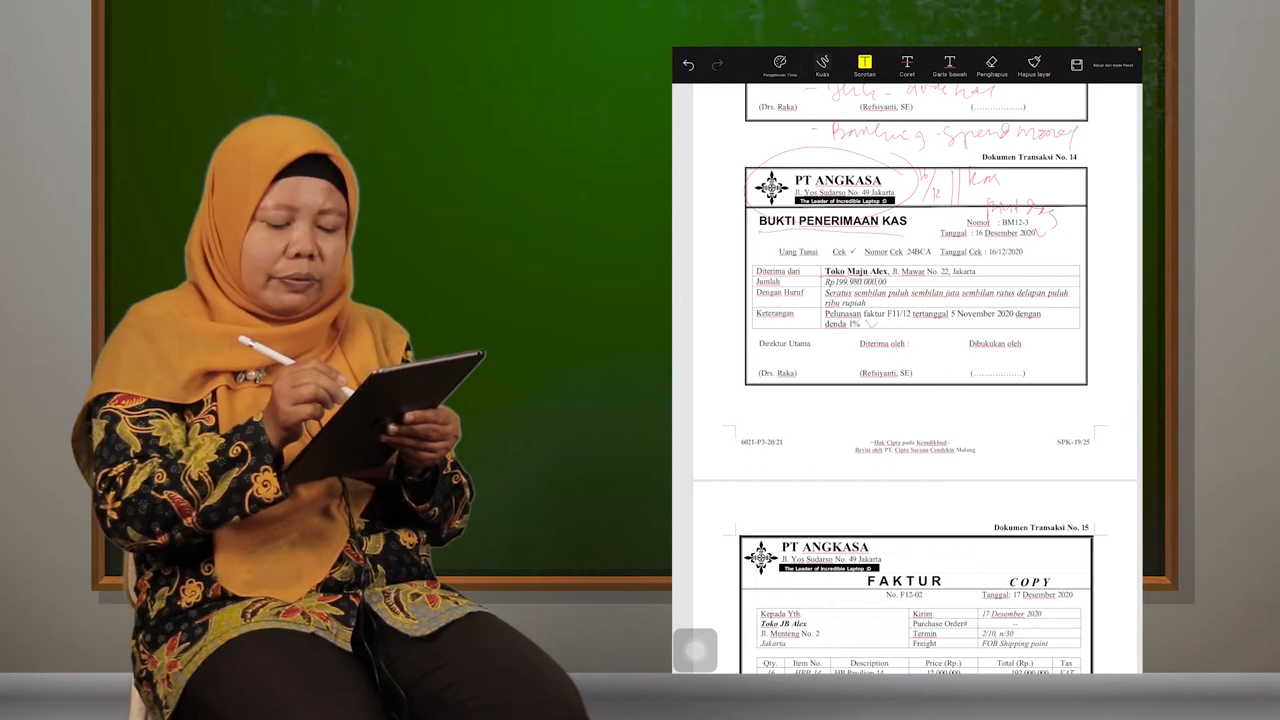 Pengaturan Tinta Kuas Sorotan Coret Garis bawah Penghapus Hapus layar
(Drs. Raka) (Refsiyanti, SE) (..................)
- Banking - Spend money
Dokumen Transaksi No. 14
PT ANGKASA
Jl. Yos Sudarso No. 49 Jakarta
The Leader of Incredible Laptop
BUKTI PENERIMAAN KAS
Nomor : BM12-3
Tanggal : 16 Desember 2020
Uang Tunai Cek ✓ Nomor Cek :24BCA Tanggal Cek : 16/12/2020
Diterima dari Toko Maju Alex, Jl. Mawar No. 22, Jakarta
Jumlah Rp199.980.000,00
Dengan Huruf Seratus sembilan puluh sembilan juta sembilan ratus delapan puluh
ribu rupiah
Keterangan Pelunasan faktur F11/12 tertanggal 5 November 2020 dengan
denda 1%
Direktur Utama Diterima oleh : Dibukukan oleh
(Drs. Raka) (Refsiyanti, SE) (..................)
6021-P3-20/21 ~Hak Cipta pada Kemdikbud~ SPK-19/25
Revisi oleh PT. Cipta Sarana Cendekia Malang
Dokumen Transaksi No. 15
PT ANGKASA
Jl. Yos Sudarso No. 49 Jakarta
The Leader of Incredible Laptop
FAKTUR COPY
No. F12-02 Tanggal: 17 Desember 2020
Kepada Yth. Kirim 17 Desember 2020
Toko JB Alex Purchase Order# --
Jl. Menteng No. 2 Termin 2/10, n/30
Jakarta Freight FOB Shipping point
Qty. Item No. Description Price (Rp.) Total (Rp.) Tax